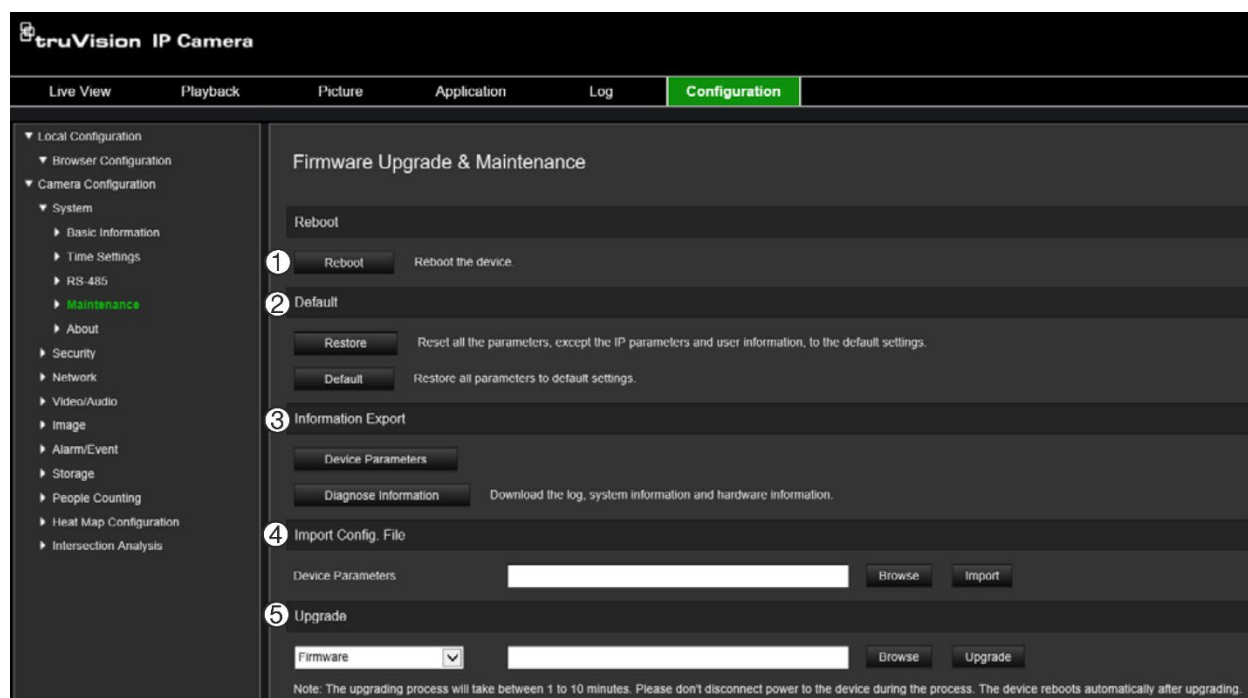 truVision IP Camera
Live View Playback Picture Application Log Configuration
Local Configuration
Browser Configuration
Camera Configuration
System
Basic Information
Time Settings
RS-485
Maintenance
About
Security
Network
Video/Audio
Image
Alarm/Event
Storage
People Counting
Heat Map Configuration
Intersection Analysis
Firmware Upgrade & Maintenance
Reboot
1 Reboot Reboot the device.
2 Default
Restore Reset all the parameters, except the IP parameters and user information, to the default settings.
Default Restore all parameters to default settings.
3 Information Export
Device Parameters
Diagnose Information Download the log, system information and hardware information.
4 Import Config. File
Device Parameters Browse Import
5 Upgrade
Firmware Browse Upgrade
Note: The upgrading process will take between 1 to 10 minutes. Please don't disconnect power to the device during the process. The device reboots automatically after upgrading